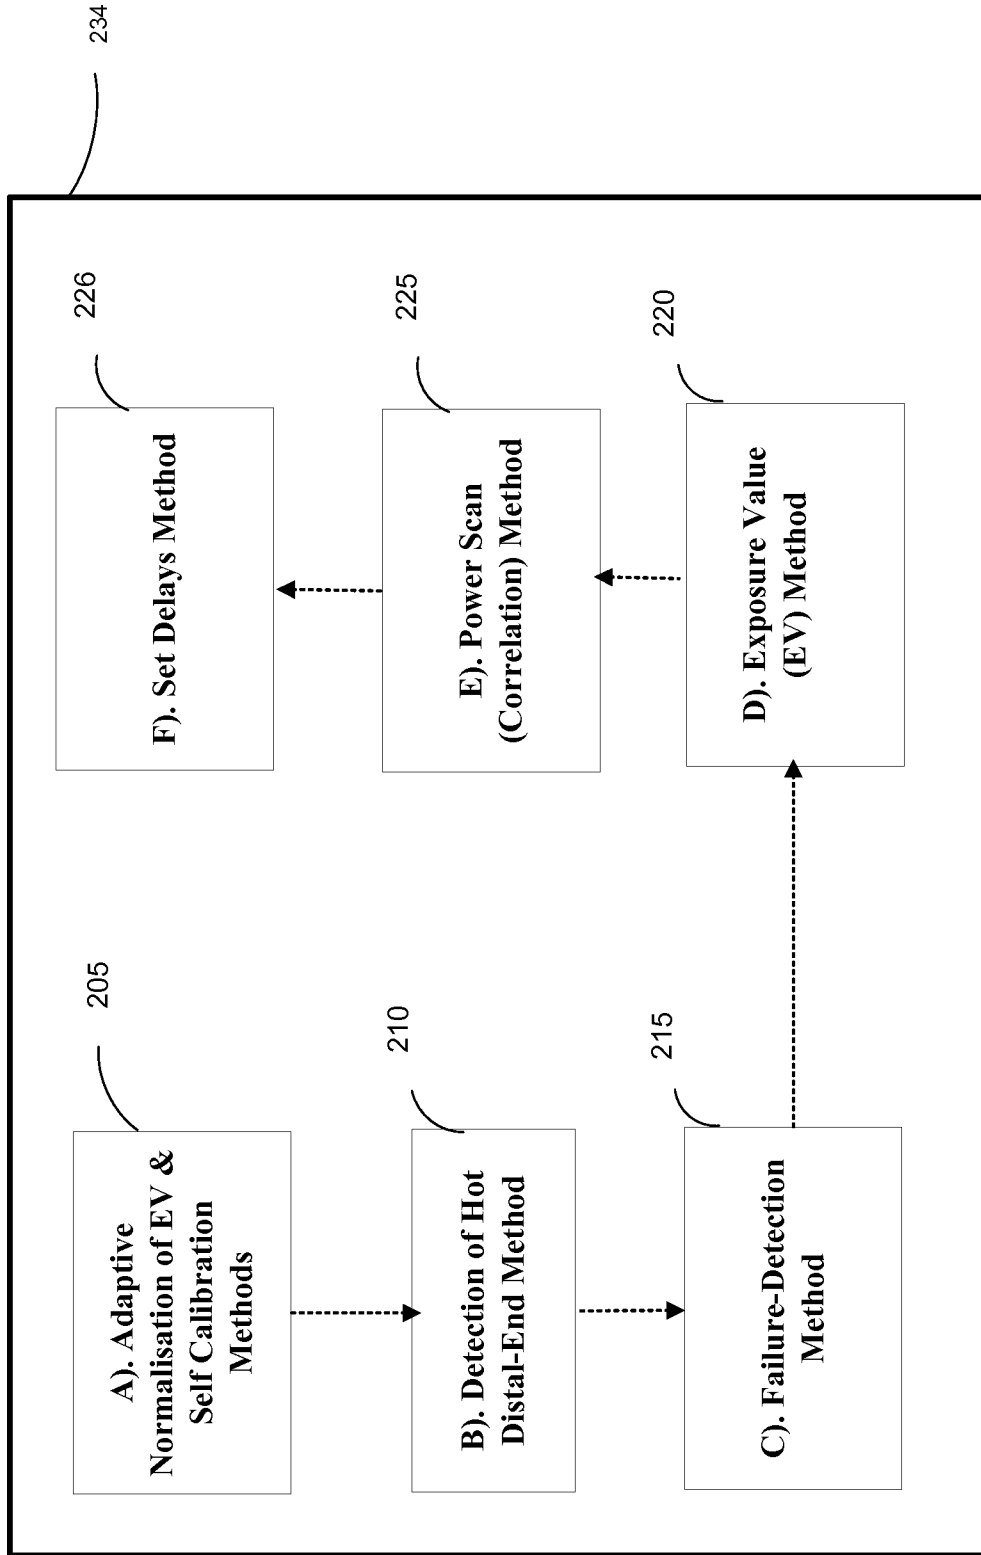 234
205
A). Adaptive
Normalisation of EV &
Self Calibration
Methods
210
B). Detection of Hot
Distal-End Method
215
C). Failure-Detection
Method
220
D). Exposure Value
(EV) Method
225
E). Power Scan
(Correlation) Method
226
F). Set Delays Method